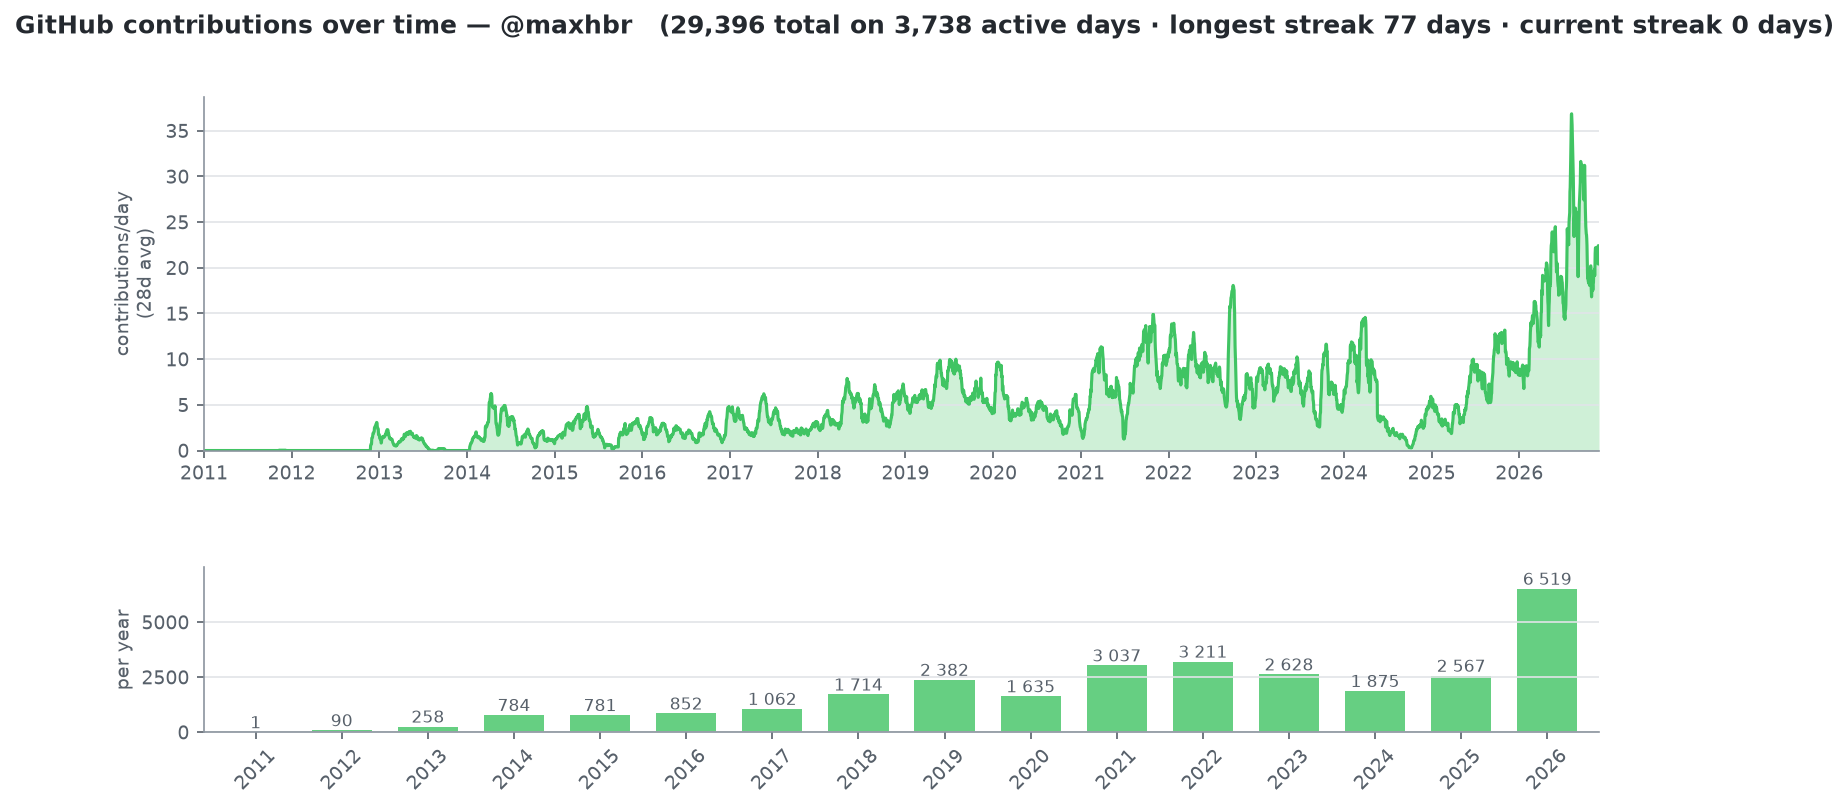 GitHub contributions over time — @maxhbr (29,396 total on 3,738 active days · longest streak 77 days · current streak 0 days)
contributions/day
(28d avg)
35
30
25
20
15
10
5
0
2011 2012 2013 2014 2015 2016 2017 2018 2019 2020 2021 2022 2023 2024 2025 2026
per year
5000
2500
0
1 90 258 784 781 852 1 062 1 714 2 382 1 635 3 037 3 211 2 628 1 875 2 567 6 519
2011 2012 2013 2014 2015 2016 2017 2018 2019 2020 2021 2022 2023 2024 2025 2026